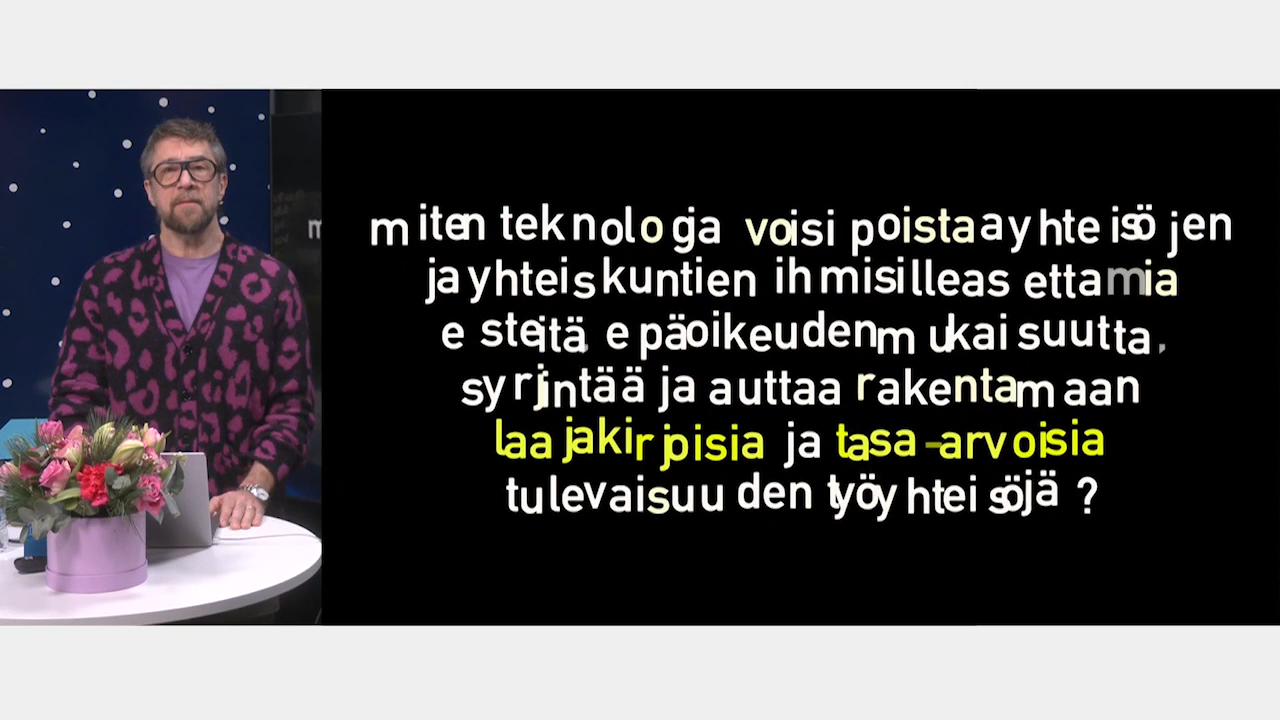 miten teknologia voisi poistaa yhteisöjen
ja yhteiskuntien ihmisille asettamia
esteitä, epäoikeudenmukaisuutta,
syrjintää ja auttaa rakentamaan
laajakirjoisia ja tasa-arvoisia
tulevaisuuden työyhteisöjä ?